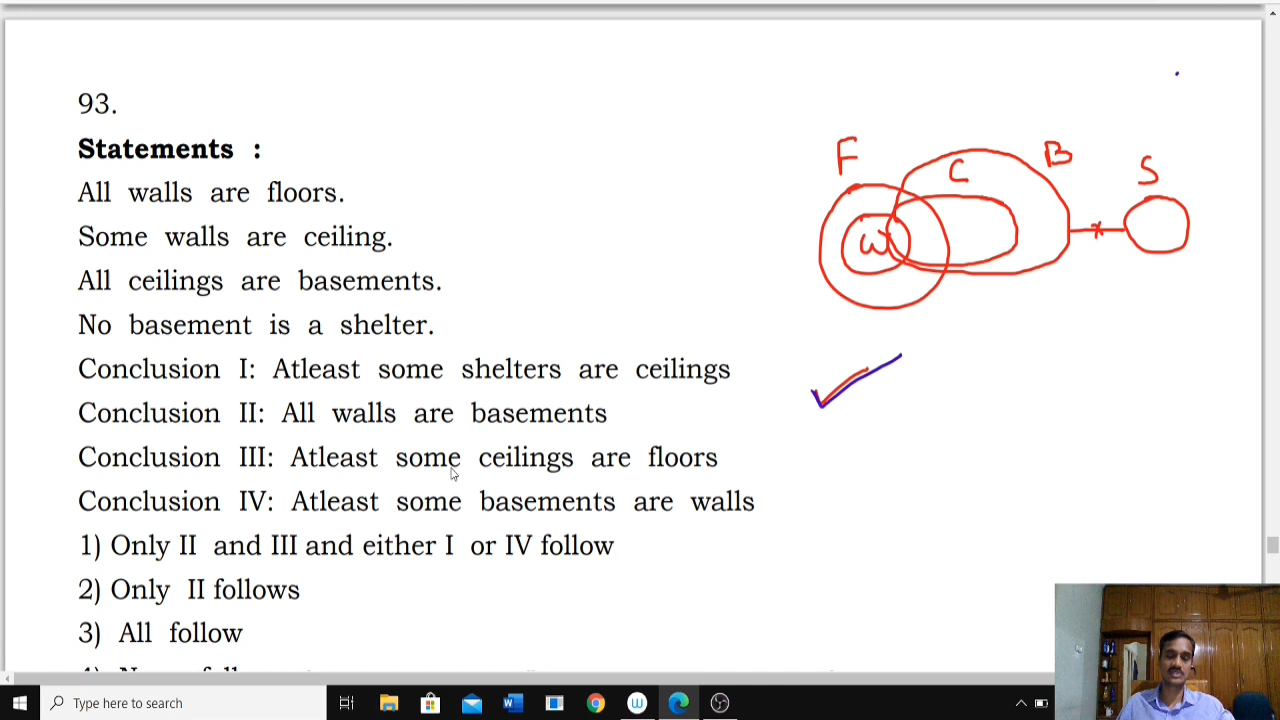 93.
Statements :
All walls are floors.
Some walls are ceiling.
All ceilings are basements.
No basement is a shelter.
Conclusion I: Atleast some shelters are ceilings
Conclusion II: All walls are basements
Conclusion III: Atleast some ceilings are floors
Conclusion IV: Atleast some basements are walls
1) Only II and III and either I or IV follow
2) Only II follows
3) All follow
F
C
B
S
W
Type here to search